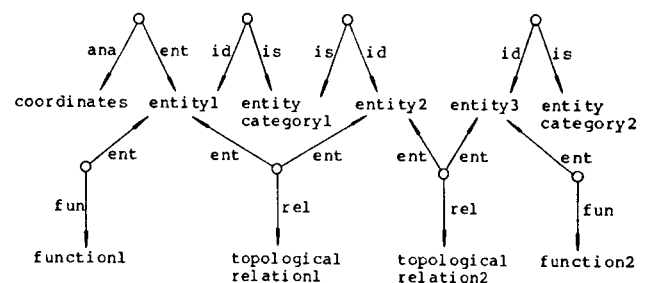 ana ent id is is id id is
coordinates entity1 entity entity2 entity3 entity
category1 category2
ent ent ent ent ent ent
fun rel rel fun
function1 topological topological function2
relation1 relation2